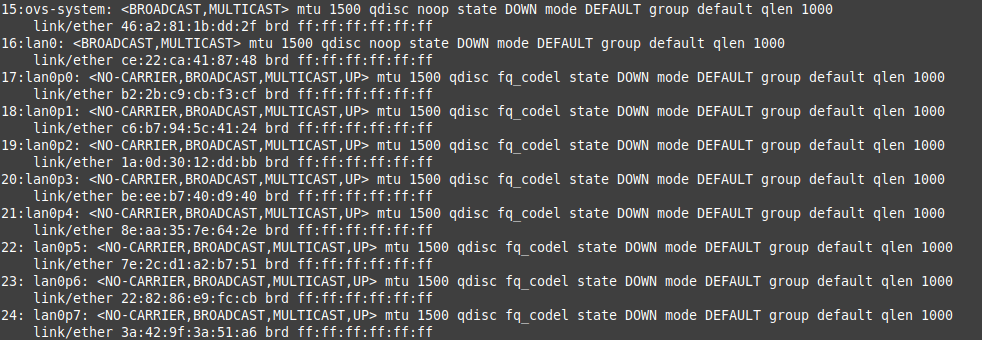 15:ovs-system: <BROADCAST,MULTICAST> mtu 1500 qdisc noop state DOWN mode DEFAULT group default qlen 1000
link/ether 46:a2:81:1b:dd:2f brd ff:ff:ff:ff:ff:ff
16:lan0: <BROADCAST,MULTICAST> mtu 1500 qdisc noop state DOWN mode DEFAULT group default qlen 1000
link/ether ce:22:ca:41:87:48 brd ff:ff:ff:ff:ff:ff
17:lan0p0: <NO-CARRIER,BROADCAST,MULTICAST,UP> mtu 1500 qdisc fq_codel state DOWN mode DEFAULT group default qlen 1000
link/ether b2:2b:c9:cb:f3:cf brd ff:ff:ff:ff:ff:ff
18:lan0p1: <NO-CARRIER,BROADCAST,MULTICAST,UP> mtu 1500 qdisc fq_codel state DOWN mode DEFAULT group default qlen 1000
link/ether c6:b7:94:5c:41:24 brd ff:ff:ff:ff:ff:ff
19:lan0p2: <NO-CARRIER,BROADCAST,MULTICAST,UP> mtu 1500 qdisc fq_codel state DOWN mode DEFAULT group default qlen 1000
link/ether 1a:0d:30:12:dd:bb brd ff:ff:ff:ff:ff:ff
20:lan0p3: <NO-CARRIER,BROADCAST,MULTICAST,UP> mtu 1500 qdisc fq_codel state DOWN mode DEFAULT group default qlen 1000
link/ether be:ee:b7:40:d9:40 brd ff:ff:ff:ff:ff:ff
21:lan0p4: <NO-CARRIER,BROADCAST,MULTICAST,UP> mtu 1500 qdisc fq_codel state DOWN mode DEFAULT group default qlen 1000
link/ether 8e:aa:35:7e:64:2e brd ff:ff:ff:ff:ff:ff
22: lan0p5: <NO-CARRIER,BROADCAST,MULTICAST,UP> mtu 1500 qdisc fq_codel state DOWN mode DEFAULT group default qlen 1000
link/ether 7e:2c:d1:a2:b7:51 brd ff:ff:ff:ff:ff:ff
23: lan0p6: <NO-CARRIER,BROADCAST,MULTICAST,UP> mtu 1500 qdisc fq_codel state DOWN mode DEFAULT group default qlen 1000
link/ether 22:82:86:e9:fc:cb brd ff:ff:ff:ff:ff:ff
24: lan0p7: <NO-CARRIER,BROADCAST,MULTICAST,UP> mtu 1500 qdisc fq_codel state DOWN mode DEFAULT group default qlen 1000
link/ether 3a:42:9f:3a:51:a6 brd ff:ff:ff:ff:ff:ff